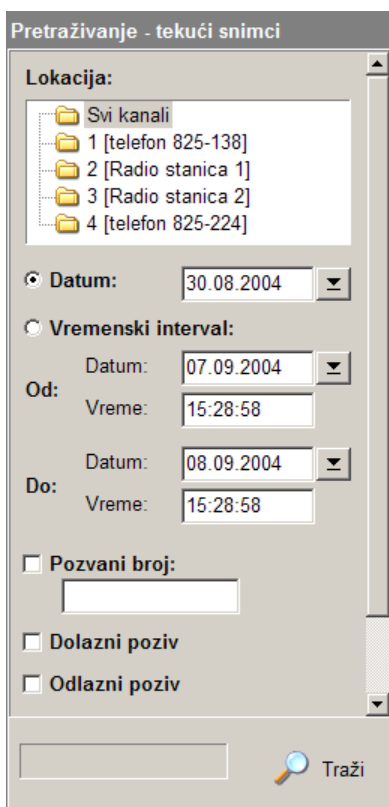 Pretraživanje - tekući snimci
Lokacija:
Svi kanali
1 [telefon 825-138]
2 [Radio stanica 1]
3 [Radio stanica 2]
4 [telefon 825-224]
Datum: 30.08.2004
Vremenski interval:
Od:
Datum: 07.09.2004
Vreme: 15:28:58
Do:
Datum: 08.09.2004
Vreme: 15:28:58
Pozvani broj:
Dolazni poziv
Odlazni poziv
Traži